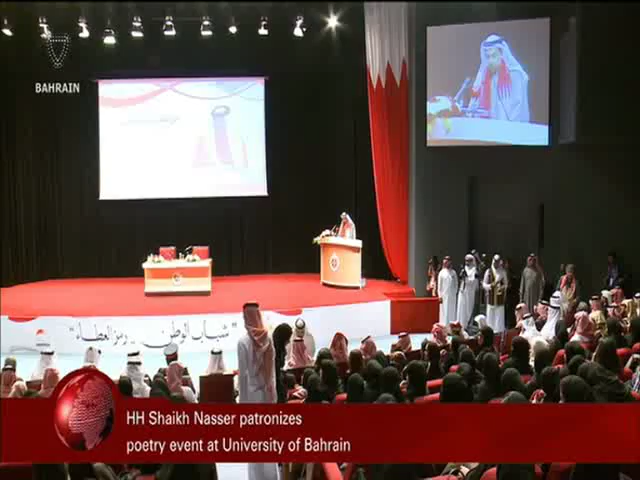 BAHRAIN
"شباب الوطن .. رمز العطاء"
HH Shaikh Nasser patronizes
poetry event at University of Bahrain